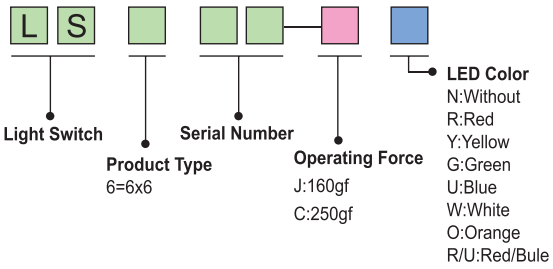 L S
Light Switch
Product Type
6=6x6
Serial Number
Operating Force
J:160gf
C:250gf
LED Color
N:Without
R:Red
Y:Yellow
G:Green
U:Blue
W:White
O:Orange
R/U:Red/Bule